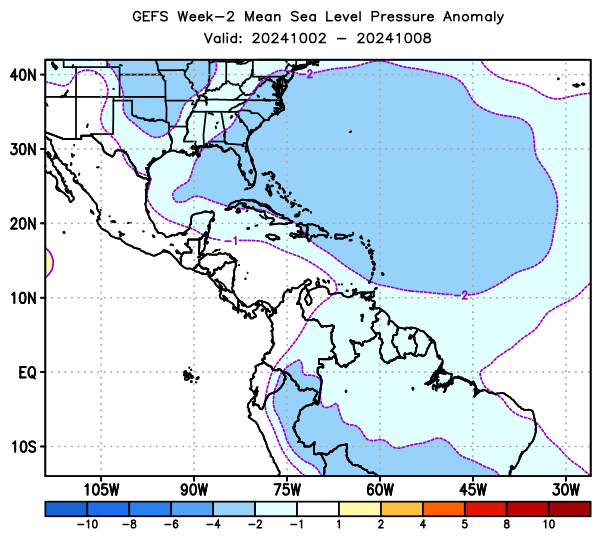 GEFS Week-2 Mean Sea Level Pressure Anomaly
Valid: 20241002 - 20241008
40N
30N
20N
10N
EQ
10S
-2
-1
-2
105W 90W 75W 60W 45W 30W
-10 -8 -6 -4 -2 -1 1 2 4 5 8 10